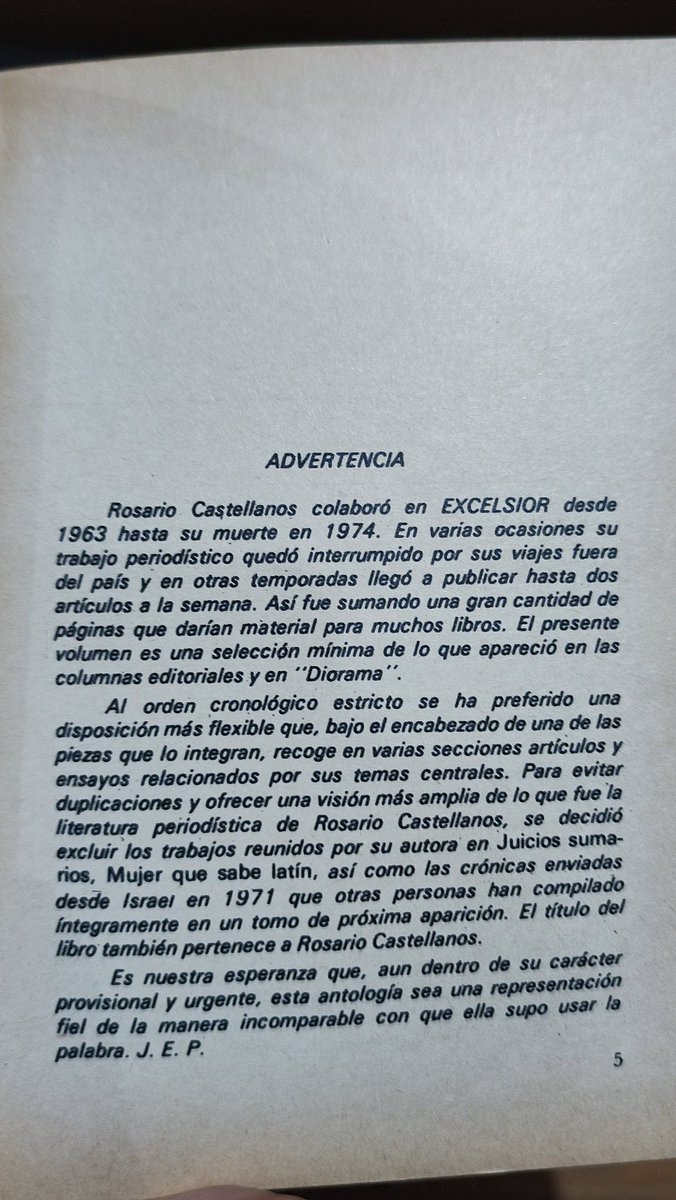 ADVERTENCIA
Rosario Castellanos colaboró en EXCELSIOR desde
1963 hasta su muerte en 1974. En varias ocasiones su
trabajo periodístico quedó interrumpido por sus viajes fuera
del país y en otras temporadas llegó a publicar hasta dos
artículos a la semana. Así fue sumando una gran cantidad de
páginas que darían material para muchos libros. El presente
volumen es una selección mínima de lo que apareció en las
columnas editoriales y en "Diorama".
Al orden cronológico estricto se ha preferido una
disposición más flexible que, bajo el encabezado de una de las
piezas que lo integran, recoge en varias secciones artículos y
ensayos relacionados por sus temas centrales. Para evitar
duplicaciones y ofrecer una visión más amplia de lo que fue la
literatura periodística de Rosario Castellanos, se decidió
excluir los trabajos reunidos por su autora en Juicios suma-
rios, Mujer que sabe latín, así como las crónicas enviadas
desde Israel en 1971 que otras personas han compilado
íntegramente en un tomo de próxima aparición. El título del
libro también pertenece a Rosario Castellanos.
Es nuestra esperanza que, aun dentro de su carácter
provisional y urgente, esta antología sea una representación
fiel de la manera incomparable con que ella supo usar la
palabra. J. E. P.
5